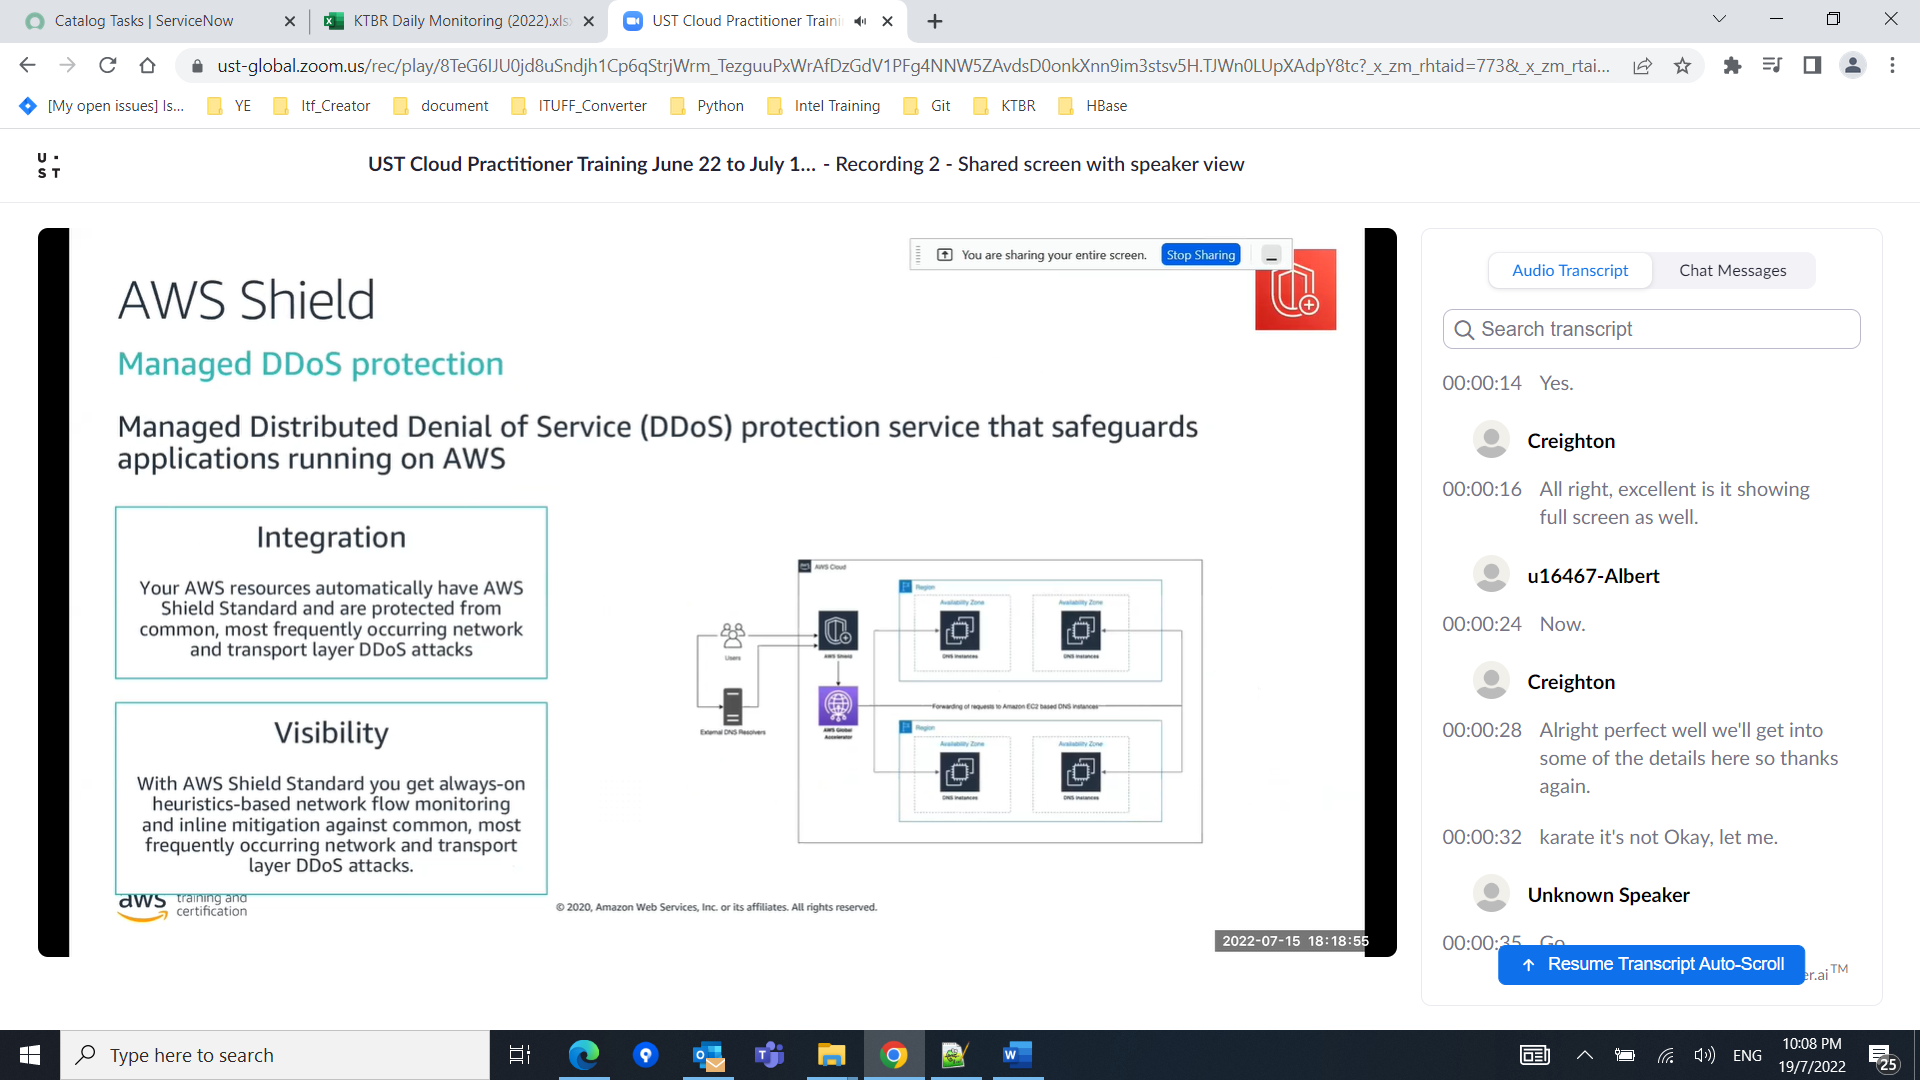 Catalog Tasks | ServiceNow
KTBR Daily Monitoring (2022).xls
UST Cloud Practitioner Traini
ust-global.zoom.us/rec/play/8TeG6IJU0jd8uSndjh1Cp6qStrjWrm_TezguuPxWrAfDzGdV1PFg4NNW5ZAvdsD0onkXnn9im3stsv5H.TJWn0LUpXAdpY8tc?_x_zm_rhtaid=773&_x_zm_rtai...
[My open issues] Is...
YE
Itf_Creator
document
ITUFF_Converter
Python
Intel Training
Git
KTBR
HBase
U ·
S T
UST Cloud Practitioner Training June 22 to July 1... - Recording 2 - Shared screen with speaker view
You are sharing your entire screen.
Stop Sharing
AWS Shield
Managed DDoS protection
Managed Distributed Denial of Service (DDoS) protection service that safeguards
applications running on AWS
Integration
Your AWS resources automatically have AWS
Shield Standard and are protected from
common, most frequently occurring network
and transport layer DDoS attacks
Visibility
With AWS Shield Standard you get always-on
heuristics-based network flow monitoring
and inline mitigation against common, most
frequently occurring network and transport
layer DDoS attacks.
AWS Cloud
Region
Availability Zone
Availability Zone
DNS Instances
DNS Instances
Users
AWS Shield
External DNS Resolvers
AWS Global
Accelerator
Forwarding of requests to Amazon EC2 based DNS instances
Region
Availability Zone
Availability Zone
DNS Instances
DNS Instances
aws
training and
certification
© 2020, Amazon Web Services, Inc. or its affiliates. All rights reserved.
2022-07-15 18:18:55
Audio Transcript
Chat Messages
Search transcript
00:00:14 Yes.
Creighton
00:00:16 All right, excellent is it showing
full screen as well.
u16467-Albert
00:00:24 Now.
Creighton
00:00:28 Alright perfect well we'll get into
some of the details here so thanks
again.
00:00:32 karate it's not Okay, let me.
Unknown Speaker
00:00:35 Go
Resume Transcript Auto-Scroll
er.ai™
Type here to search
ENG
10:08 PM
19/7/2022
25